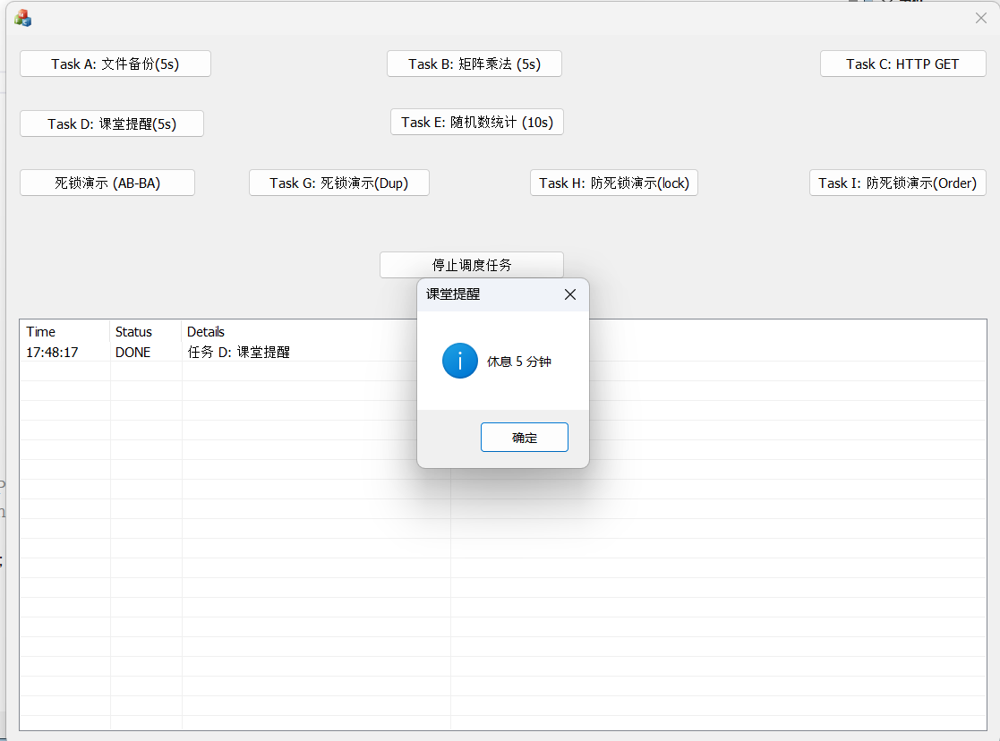 Task A: 文件备份(5s)
Task B: 矩阵乘法 (5s)
Task C: HTTP GET
Task D: 课堂提醒(5s)
Task E: 随机数统计 (10s)
死锁演示 (AB-BA)
Task G: 死锁演示(Dup)
Task H: 防死锁演示(lock)
Task I: 防死锁演示(Order)
停止调度任务
课堂提醒
休息 5 分钟
确定
Time Status Details
17:48:17 DONE 任务 D: 课堂提醒